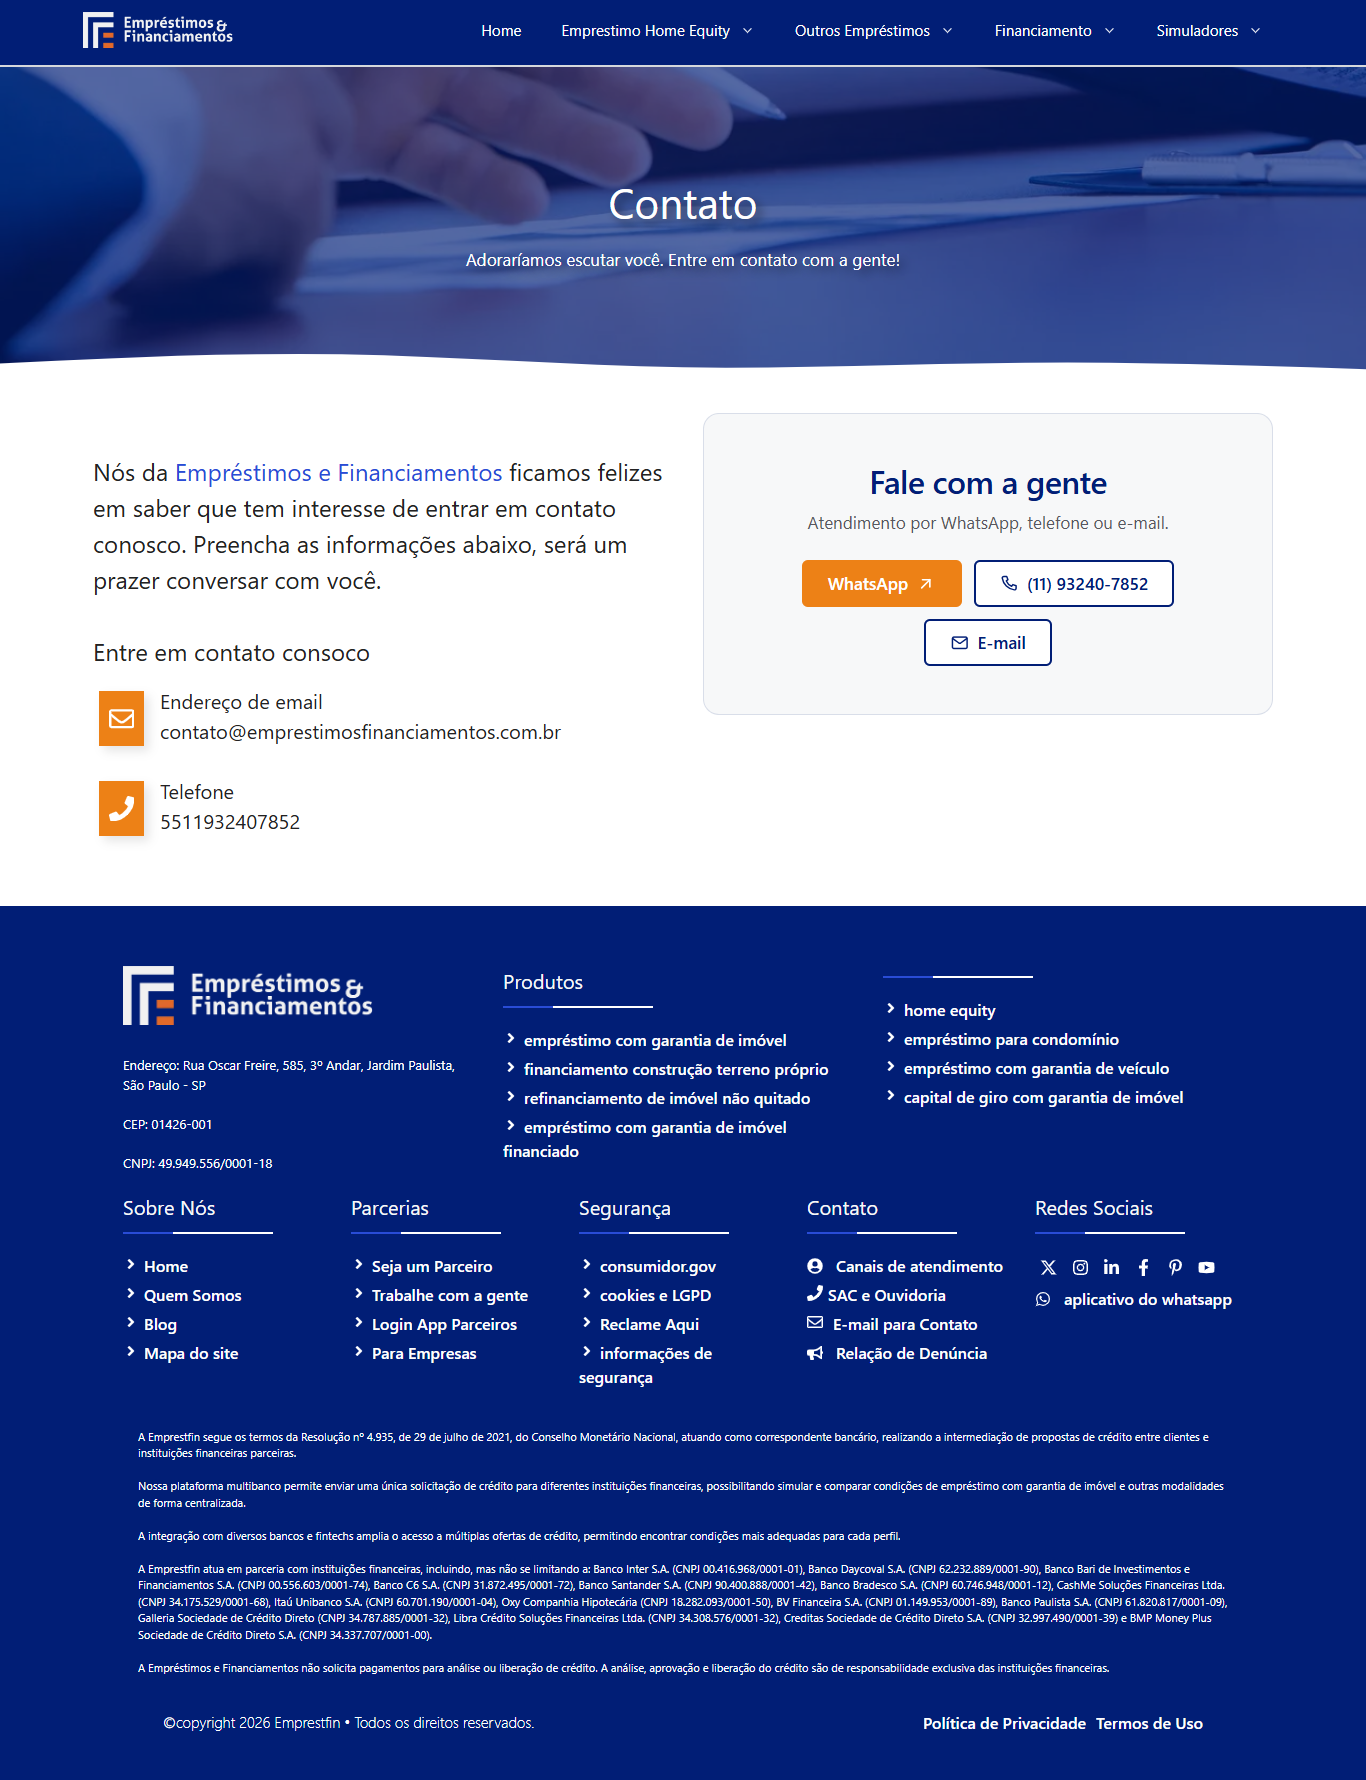 Empréstimos &
Financiamentos
Home
Emprestimo Home Equity
Outros Empréstimos
Financiamento
Simuladores
Contato
Adoraríamos escutar você. Entre em contato com a gente!
Nós da Empréstimos e Financiamentos ficamos felizes
em saber que tem interesse de entrar em contato
conosco. Preencha as informações abaixo, será um
prazer conversar com você.
Entre em contato consoco
Endereço de email
contato@emprestimosfinanciamentos.com.br
Telefone
5511932407852
Fale com a gente
Atendimento por WhatsApp, telefone ou e-mail.
WhatsApp
(11) 93240-7852
E-mail
Empréstimos &
Financiamentos
Endereço: Rua Oscar Freire, 585, 3º Andar, Jardim Paulista,
São Paulo - SP
CEP: 01426-001
CNPJ: 49.949.556/0001-18
Produtos
empréstimo com garantia de imóvel
financiamento construção terreno próprio
refinanciamento de imóvel não quitado
empréstimo com garantia de imóvel
financiado
home equity
empréstimo para condomínio
empréstimo com garantia de veículo
capital de giro com garantia de imóvel
Sobre Nós
Home
Quem Somos
Blog
Mapa do site
Parcerias
Seja um Parceiro
Trabalhe com a gente
Login App Parceiros
Para Empresas
Segurança
consumidor.gov
cookies e LGPD
Reclame Aqui
informações de
segurança
Contato
Canais de atendimento
SAC e Ouvidoria
E-mail para Contato
Relação de Denúncia
Redes Sociais
aplicativo do whatsapp
A Emprestfin segue os termos da Resolução nº 4.935, de 29 de julho de 2021, do Conselho Monetário Nacional, atuando como correspondente bancário, realizando a intermediação de propostas de crédito entre clientes e
instituições financeiras parceiras.
Nossa plataforma multibanco permite enviar uma única solicitação de crédito para diferentes instituições financeiras, possibilitando simular e comparar condições de empréstimo com garantia de imóvel e outras modalidades
de forma centralizada.
A integração com diversos bancos e fintechs amplia o acesso a múltiplas ofertas de crédito, permitindo encontrar condições mais adequadas para cada perfil.
A Emprestfin atua em parceria com instituições financeiras, incluindo, mas não se limitando a: Banco Inter S.A. (CNPJ 00.416.968/0001-01), Banco Daycoval S.A. (CNPJ 62.232.889/0001-90), Banco Bari de Investimentos e
Financiamentos S.A. (CNPJ 00.556.603/0001-74), Banco C6 S.A. (CNPJ 31.872.495/0001-72), Banco Santander S.A. (CNPJ 90.400.888/0001-42), Banco Bradesco S.A. (CNPJ 60.746.948/0001-12), CashMe Soluções Financeiras Ltda.
(CNPJ 34.175.529/0001-68), Itaú Unibanco S.A. (CNPJ 60.701.190/0001-04), Oxy Companhia Hipotecária (CNPJ 18.282.093/0001-50), BV Financeira S.A. (CNPJ 01.149.953/0001-89), Banco Paulista S.A. (CNPJ 61.820.817/0001-09),
Galleria Sociedade de Crédito Direto (CNPJ 34.787.885/0001-32), Libra Crédito Soluções Financeiras Ltda. (CNPJ 34.308.576/0001-32), Creditas Sociedade de Crédito Direto S.A. (CNPJ 32.997.490/0001-39) e BMP Money Plus
Sociedade de Crédito Direto S.A. (CNPJ 34.337.707/0001-00).
A Empréstimos e Financiamentos não solicita pagamentos para análise ou liberação de crédito. A análise, aprovação e liberação do crédito são de responsabilidade exclusiva das instituições financeiras.
©copyright 2026 Emprestfin • Todos os direitos reservados.
Política de Privacidade
Termos de Uso